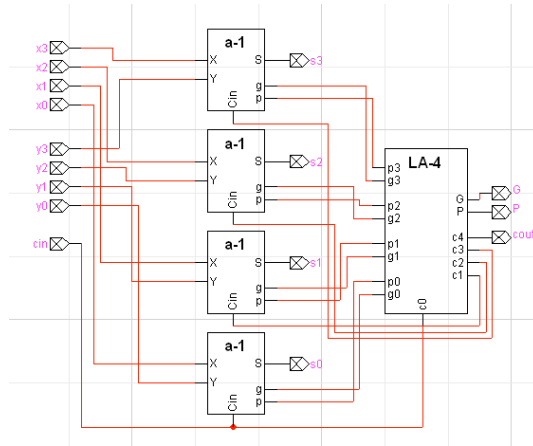 x3
x2
x1
x0
y3
y2
y1
y0
cin
a-1
X
Y
S
g
p
Cin
s3
a-1
X
Y
S
g
p
Cin
s2
a-1
X
Y
S
g
p
Cin
s1
a-1
X
Y
S
g
p
Cin
s0
LA-4
p3
g3
p2
g2
p1
g1
p0
g0
G
P
c4
c3
c2
c1
c0
G
P
cout